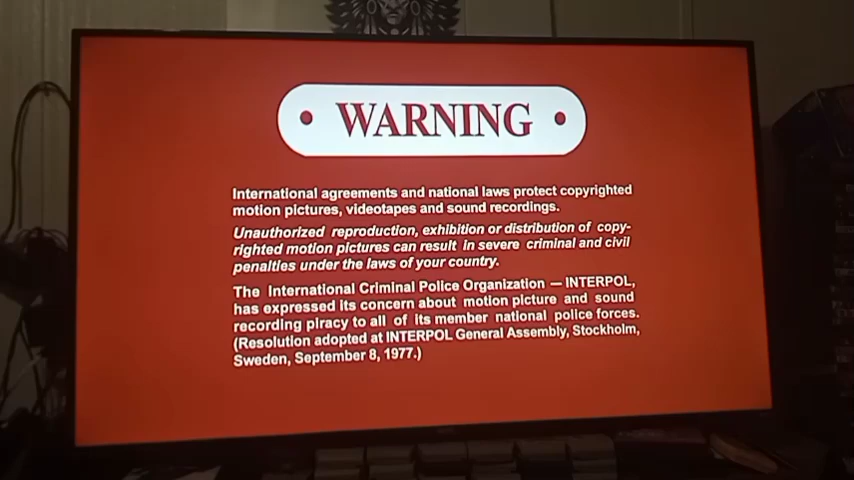 WARNING
International agreements and national laws protect copyrighted
motion pictures, videotapes and sound recordings.
Unauthorized reproduction, exhibition or distribution of copy-
righted motion pictures can result in severe criminal and civil
penalties under the laws of your country.
The International Criminal Police Organization — INTERPOL,
has expressed its concern about motion picture and sound
recording piracy to all of its member national police forces.
(Resolution adopted at INTERPOL General Assembly, Stockholm,
Sweden, September 8, 1977.)